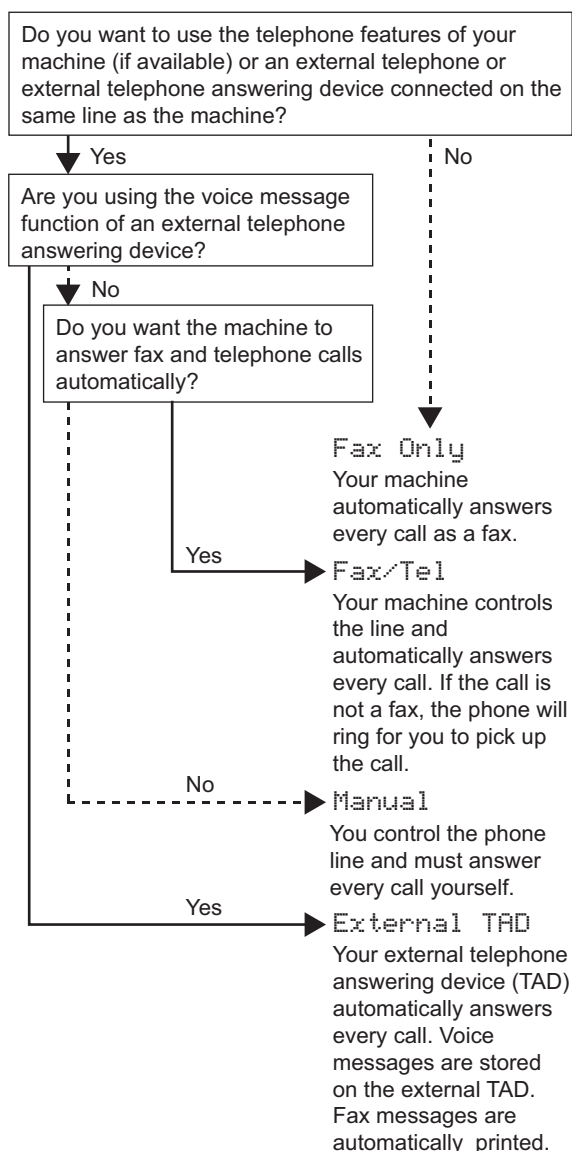 Do you want to use the telephone features of your
machine (if available) or an external telephone or
external telephone answering device connected on the
same line as the machine?
Yes
No
Are you using the voice message
function of an external telephone
answering device?
No
Do you want the machine to
answer fax and telephone calls
automatically?
Fax Only
Your machine
automatically answers
every call as a fax.
Yes
Fax/Tel
Your machine controls
the line and
automatically answers
every call. If the call is
not a fax, the phone will
ring for you to pick up
the call.
No
Manual
You control the phone
line and must answer
every call yourself.
Yes
External TAD
Your external telephone
answering device (TAD)
automatically answers
every call. Voice
messages are stored
on the external TAD.
Fax messages are
automatically printed.